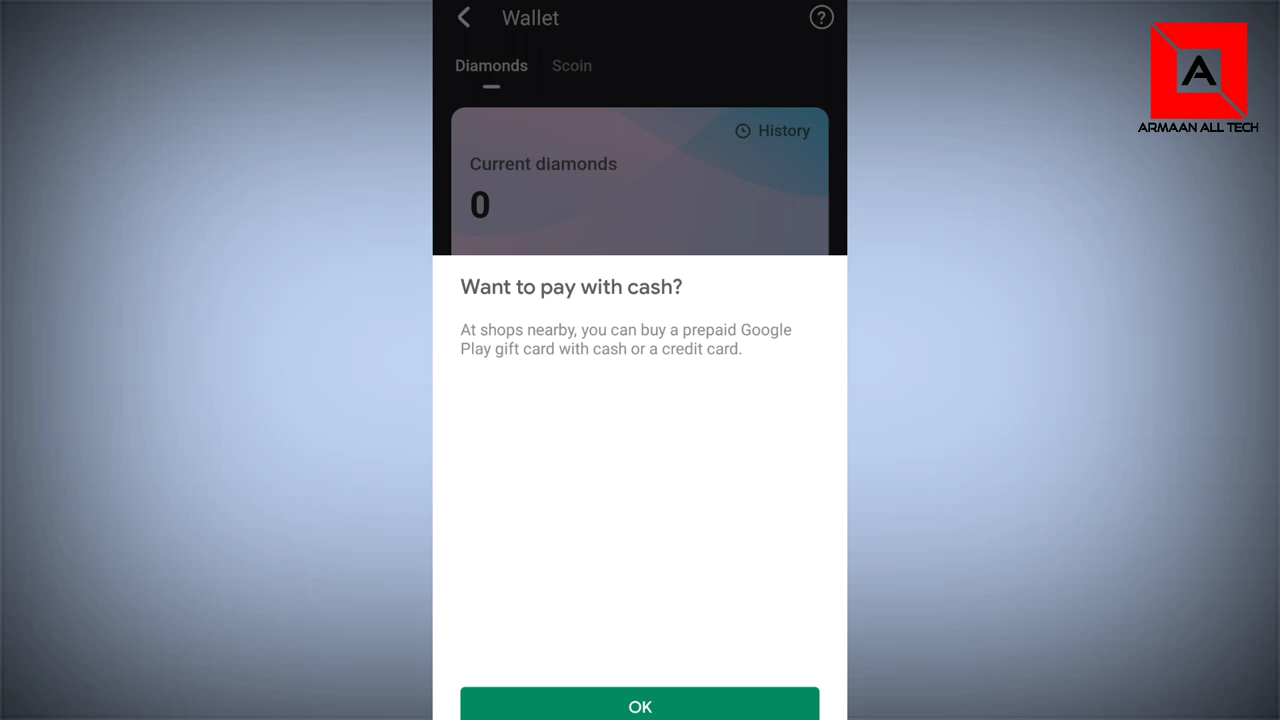 Wallet
?
Diamonds Scoin
History
Current diamonds
0
Want to pay with cash?
At shops nearby, you can buy a prepaid Google
Play gift card with cash or a credit card.
OK
A
ARMAAN ALL TECH